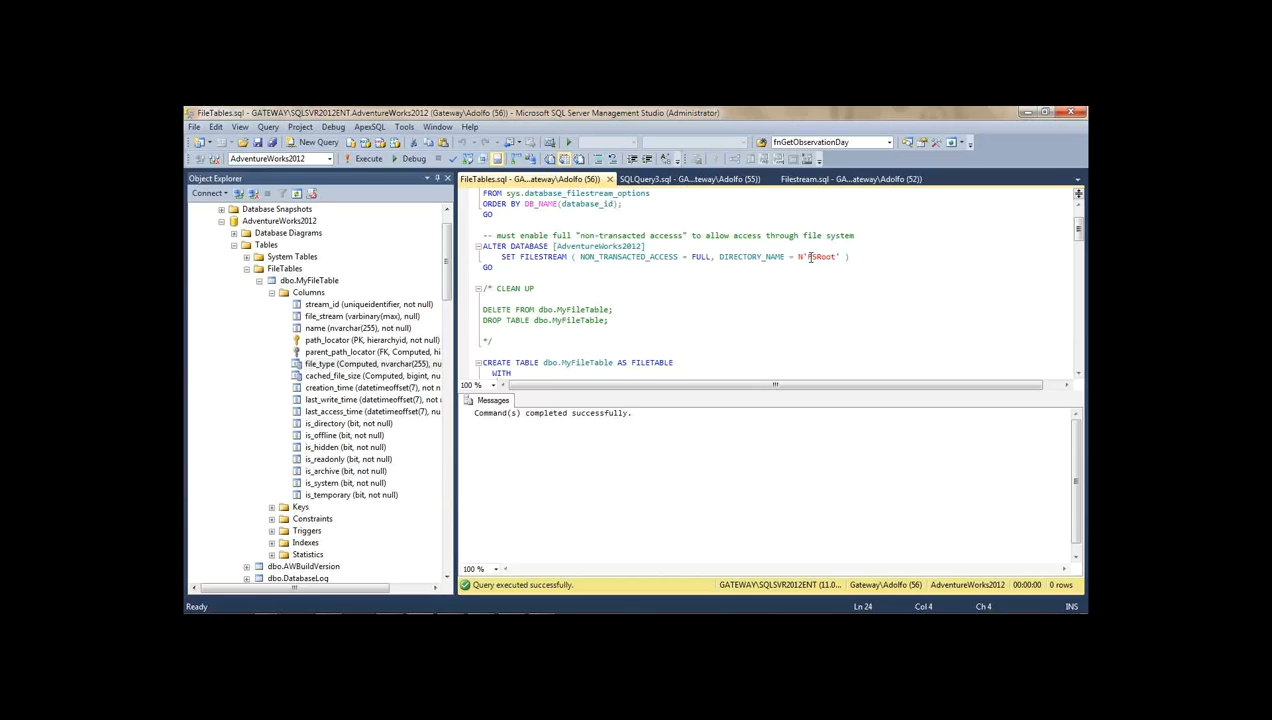 FileTables.sql - GATEWAY\SQLSVR2012ENT.AdventureWorks2012 (Gateway\Adolfo (56)) - Microsoft SQL Server Management Studio (Administrator)
File Edit View Query Project Debug ApexSQL Tools Window Help
New Query fnGetObservationDay
AdventureWorks2012 Execute Debug
Object Explorer
Connect
Database Snapshots
AdventureWorks2012
Database Diagrams
Tables
System Tables
FileTables
dbo.MyFileTable
Columns
stream_id (uniqueidentifier, not null)
file_stream (varbinary(max), null)
name (nvarchar(255), not null)
path_locator (PK, hierarchyid, not null)
parent_path_locator (FK, Computed, hi
file_type (Computed, nvarchar(255), nu
cached_file_size (Computed, bigint, nu
creation_time (datetimeoffset(7), not n
last_write_time (datetimeoffset(7), not
last_access_time (datetimeoffset(7), no
is_directory (bit, not null)
is_offline (bit, not null)
is_hidden (bit, not null)
is_readonly (bit, not null)
is_archive (bit, not null)
is_system (bit, not null)
is_temporary (bit, not null)
Keys
Constraints
Triggers
Indexes
Statistics
dbo.AWBuildVersion
dbo.DatabaseLog
FileTables.sql - GA...ateway\Adolfo (56)) SQLQuery3.sql - GA...teway\Adolfo (55)) Filestream.sql - GA...ateway\Adolfo (52))
FROM sys.database_filestream_options
ORDER BY DB_NAME(database_id);
GO
-- must enable full "non-transacted accesss" to allow access through file system
ALTER DATABASE [AdventureWorks2012]
SET FILESTREAM ( NON_TRANSACTED_ACCESS = FULL, DIRECTORY_NAME = N'FSRoot' )
GO
/* CLEAN UP
DELETE FROM dbo.MyFileTable;
DROP TABLE dbo.MyFileTable;
*/
CREATE TABLE dbo.MyFileTable AS FILETABLE
WITH
100 %
Messages
Command(s) completed successfully.
100 %
Query executed successfully. GATEWAY\SQLSVR2012ENT (11.0... Gateway\Adolfo (56) AdventureWorks2012 00:00:00 0 rows
Ready Ln 24 Col 4 Ch 4 INS